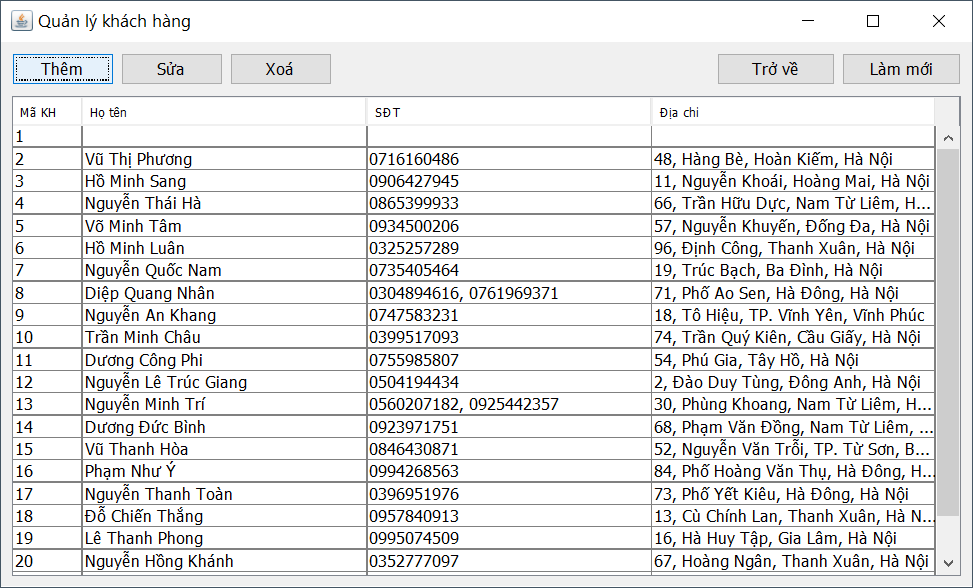 Quản lý khách hàng
Thêm Sửa Xoá Trở về Làm mới
Mã KH Họ tên SĐT Địa chỉ
1
2 Vũ Thị Phương 0716160486 48, Hàng Bè, Hoàn Kiếm, Hà Nội
3 Hồ Minh Sang 0906427945 11, Nguyễn Khoái, Hoàng Mai, Hà Nội
4 Nguyễn Thái Hà 0865399933 66, Trần Hữu Dực, Nam Từ Liêm, H...
5 Võ Minh Tâm 0934500206 57, Nguyễn Khuyến, Đống Đa, Hà Nội
6 Hồ Minh Luân 0325257289 96, Định Công, Thanh Xuân, Hà Nội
7 Nguyễn Quốc Nam 0735405464 19, Trúc Bạch, Ba Đình, Hà Nội
8 Diệp Quang Nhân 0304894616, 0761969371 71, Phố Ao Sen, Hà Đông, Hà Nội
9 Nguyễn An Khang 0747583231 18, Tô Hiệu, TP. Vĩnh Yên, Vĩnh Phúc
10 Trần Minh Châu 0399517093 74, Trần Quý Kiên, Cầu Giấy, Hà Nội
11 Dương Công Phi 0755985807 54, Phú Gia, Tây Hồ, Hà Nội
12 Nguyễn Lê Trúc Giang 0504194434 2, Đào Duy Tùng, Đông Anh, Hà Nội
13 Nguyễn Minh Trí 0560207182, 0925442357 30, Phùng Khoang, Nam Từ Liêm, H...
14 Dương Đức Bình 0923971751 68, Phạm Văn Đồng, Nam Từ Liêm, ...
15 Vũ Thanh Hòa 0846430871 52, Nguyễn Văn Trỗi, TP. Từ Sơn, B...
16 Phạm Như Ý 0994268563 84, Phố Hoàng Văn Thụ, Hà Đông, H...
17 Nguyễn Thanh Toàn 0396951976 73, Phố Yết Kiêu, Hà Đông, Hà Nội
18 Đỗ Chiến Thắng 0957840913 13, Cù Chính Lan, Thanh Xuân, Hà N...
19 Lê Thanh Phong 0995074509 16, Hà Huy Tập, Gia Lâm, Hà Nội
20 Nguyễn Hồng Khánh 0352777097 67, Hoàng Ngân, Thanh Xuân, Hà Nội